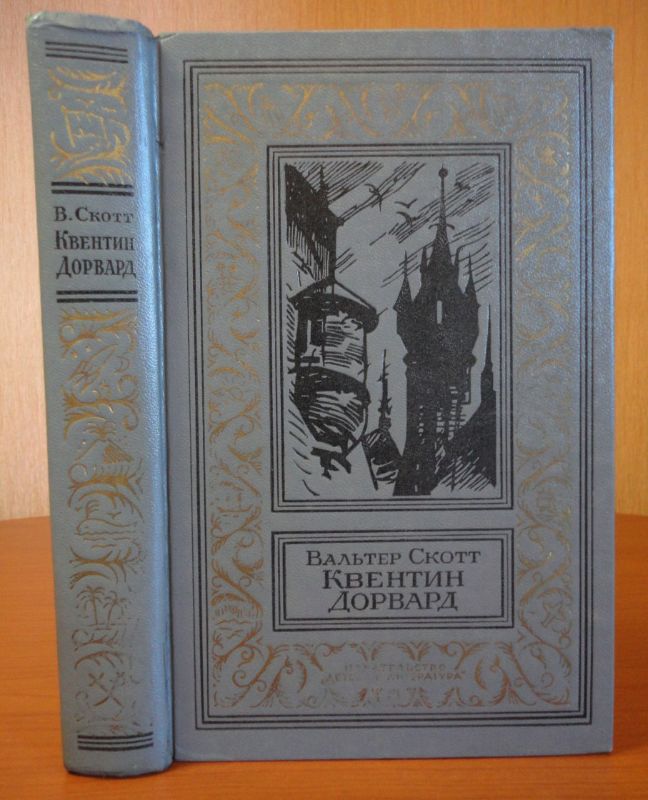 В. Скотт
Квентин
Дорвард
Вальтер Скотт
Квентин
Дорвард
Издательство
"Детская литература"